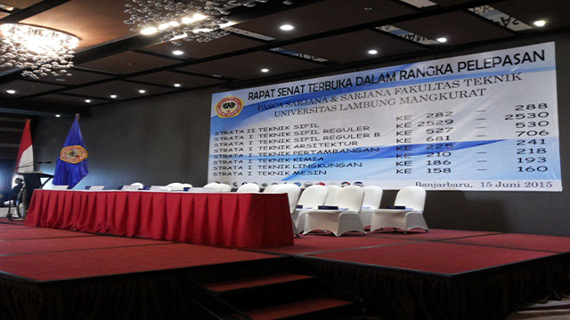 RAPAT SENAT TERBUKA DALAM RANGKA PELEPASAN
PASCA SARJANA & SARJANA FAKULTAS TEKNIK
UNIVERSITAS LAMBUNG MANGKURAT
STRATA II TEKNIK SIPIL KE 282 — 288
STRATA I TEKNIK SIPIL REGULER KE 2529 — 2530
STRATA I TEKNIK SIPIL REGULER B KE 527 — 530
STRATA I TEKNIK ARSITEKTUR KE 681 — 706
STRATA I TEKNIK PERTAMBANGAN KE — 241
STRATA I TEKNIK KIMIA KE 210 — 218
STRATA I TEKNIK LINGKUNGAN KE 186 — 193
STRATA I TEKNIK MESIN KE 158 — 160
Banjarbaru, 15 Juni 2015